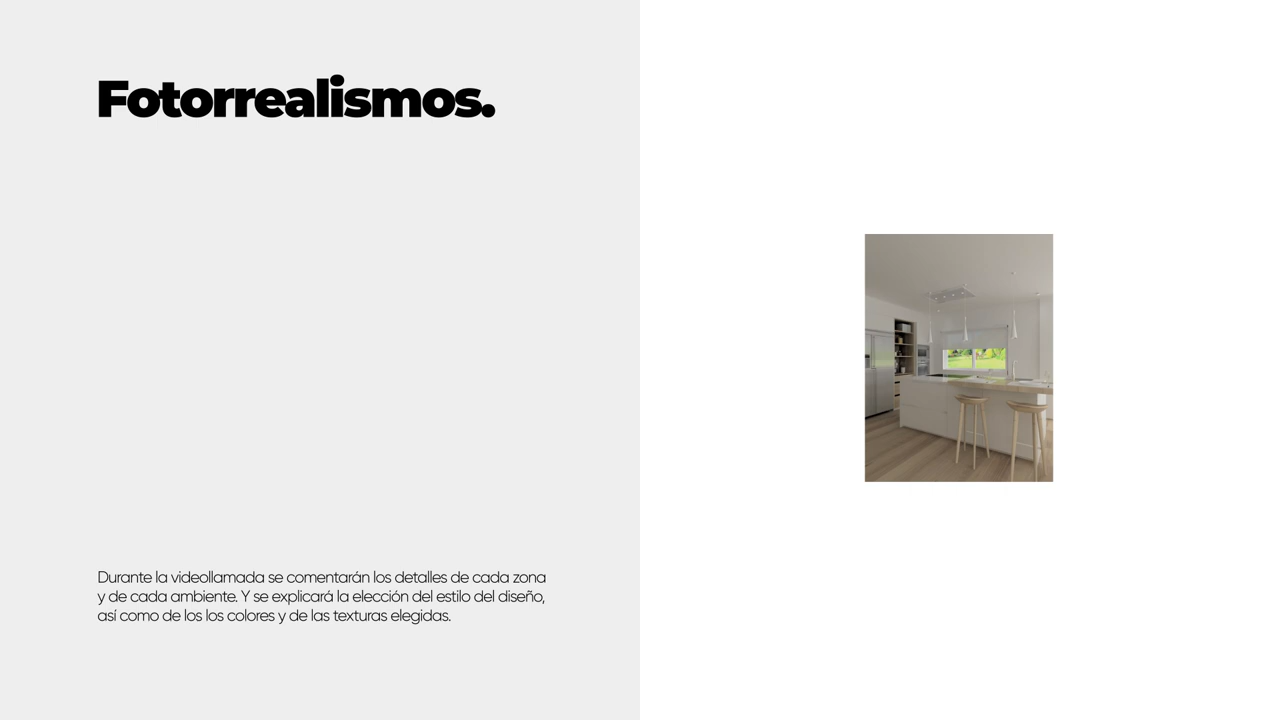 Fotorrealismos.
Durante la videollamada se comentarán los detalles de cada zona
y de cada ambiente. Y se explicará la elección del estilo del diseño,
así como de los los colores y de las texturas elegidas.